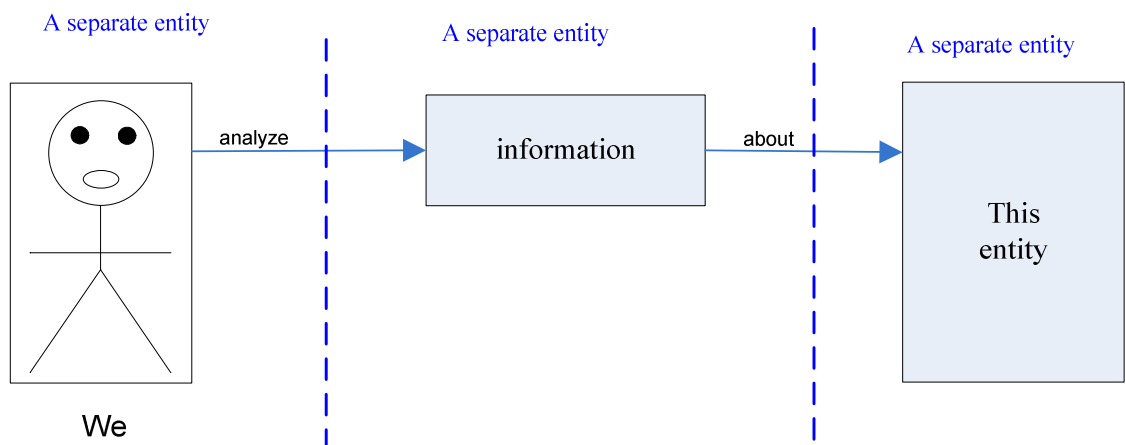 A separate entity
A separate entity
A separate entity
analyze
information
about
This
entity
We